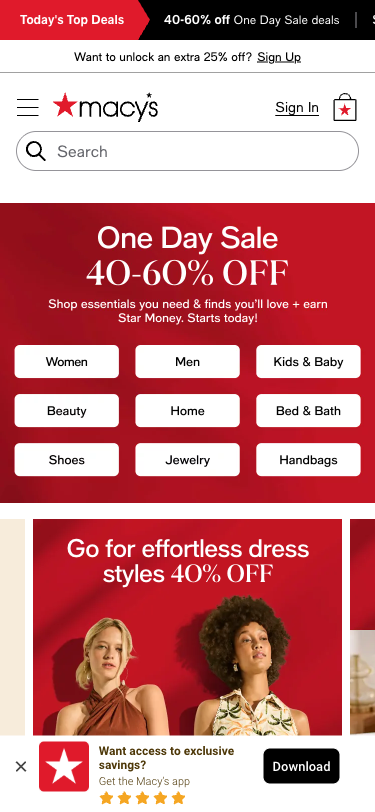 Today's Top Deals
40-60% off One Day Sale deals
Want to unlock an extra 25% off? Sign Up
macy's
Sign In
Search
One Day Sale
40-60% OFF
Shop essentials you need & finds you'll love + earn
Star Money. Starts today!
Women
Men
Kids & Baby
Beauty
Home
Bed & Bath
Shoes
Jewelry
Handbags
Go for effortless dress
styles 40% OFF
Want access to exclusive
savings?
Get the Macy's app
Download